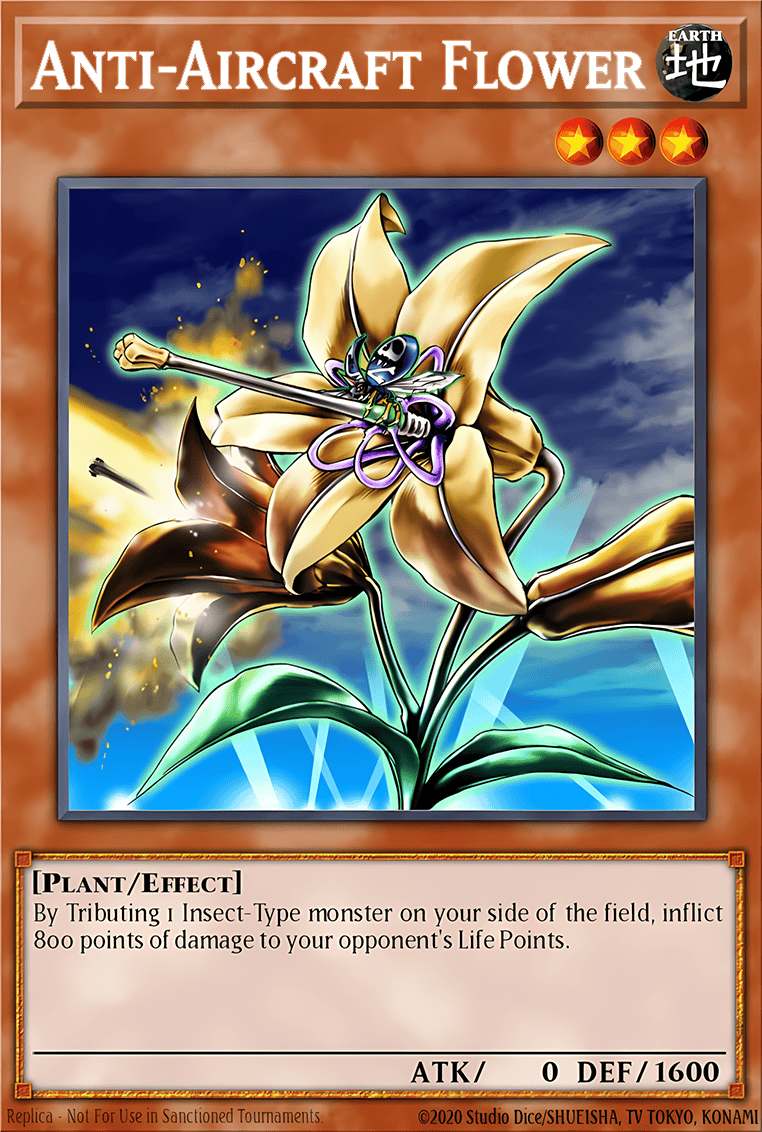 Anti-Aircraft Flower
EARTH
地
[Plant/Effect]
By Tributing 1 Insect-Type monster on your side of the field, inflict
800 points of damage to your opponent's Life Points.
ATK/ 0 DEF/1600
Replica - Not For Use in Sanctioned Tournaments.
©2020 Studio Dice/SHUEISHA, TV TOKYO, KONAMI